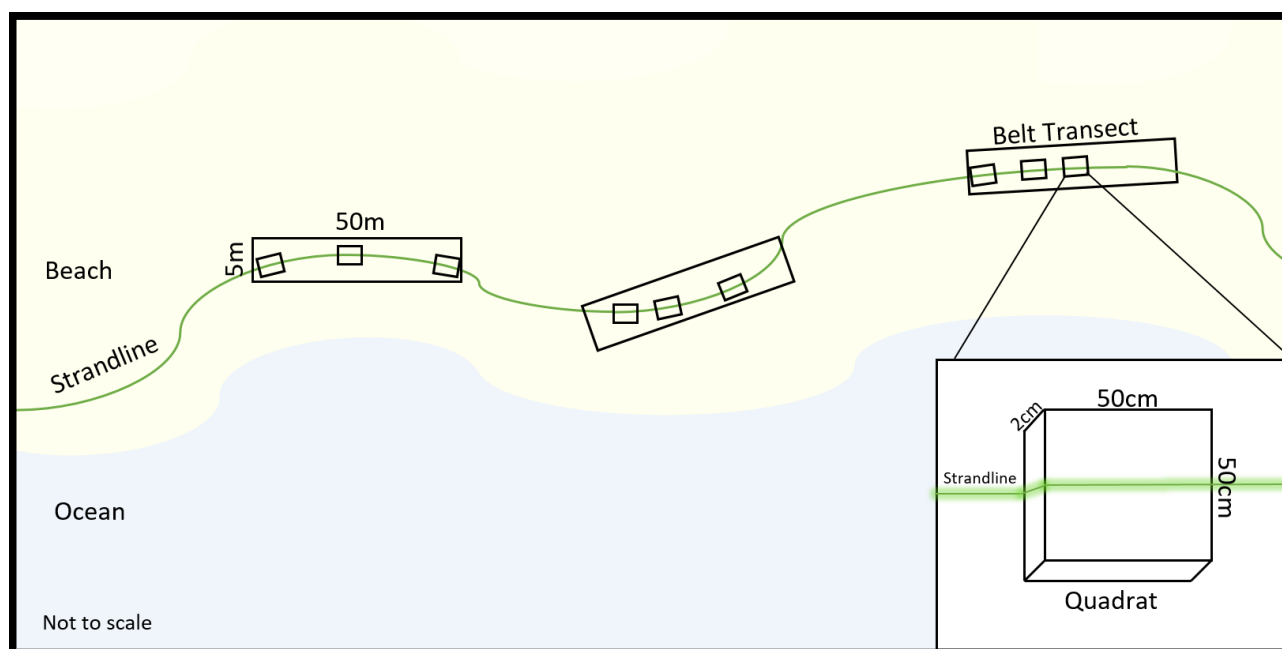 Belt Transect
50m
5m
Beach
Strandline
50cm
2cm
50cm
Strandline
Ocean
Quadrat
Not to scale